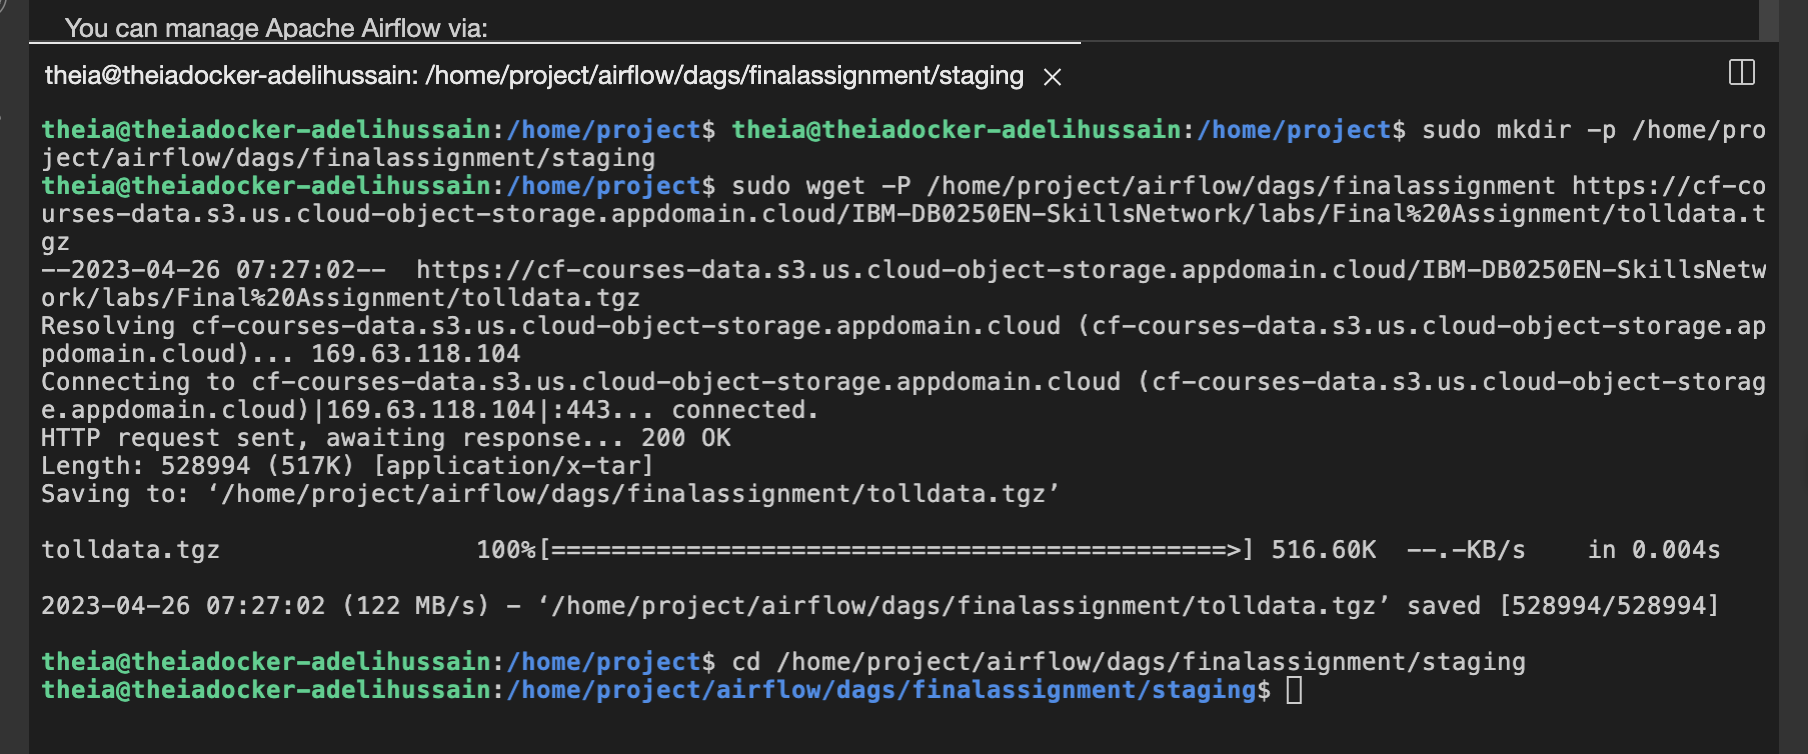 You can manage Apache Airflow via:
theia@theiadocker-adelihussain: /home/project/airflow/dags/finalassignment/staging ×
theia@theiadocker-adelihussain:/home/project$ theia@theiadocker-adelihussain:/home/project$ sudo mkdir -p /home/pro
ject/airflow/dags/finalassignment/staging
theia@theiadocker-adelihussain:/home/project$ sudo wget -P /home/project/airflow/dags/finalassignment https://cf-co
urses-data.s3.us.cloud-object-storage.appdomain.cloud/IBM-DB0250EN-SkillsNetwork/labs/Final%20Assignment/tolldata.t
gz
--2023-04-26 07:27:02--  https://cf-courses-data.s3.us.cloud-object-storage.appdomain.cloud/IBM-DB0250EN-SkillsNetw
ork/labs/Final%20Assignment/tolldata.tgz
Resolving cf-courses-data.s3.us.cloud-object-storage.appdomain.cloud (cf-courses-data.s3.us.cloud-object-storage.ap
pdomain.cloud)... 169.63.118.104
Connecting to cf-courses-data.s3.us.cloud-object-storage.appdomain.cloud (cf-courses-data.s3.us.cloud-object-storag
e.appdomain.cloud)|169.63.118.104|:443... connected.
HTTP request sent, awaiting response... 200 OK
Length: 528994 (517K) [application/x-tar]
Saving to: ‘/home/project/airflow/dags/finalassignment/tolldata.tgz’
tolldata.tgz                 100%[=============================================>] 516.60K  --.-KB/s    in 0.004s
2023-04-26 07:27:02 (122 MB/s) - ‘/home/project/airflow/dags/finalassignment/tolldata.tgz’ saved [528994/528994]
theia@theiadocker-adelihussain:/home/project$ cd /home/project/airflow/dags/finalassignment/staging
theia@theiadocker-adelihussain:/home/project/airflow/dags/finalassignment/staging$